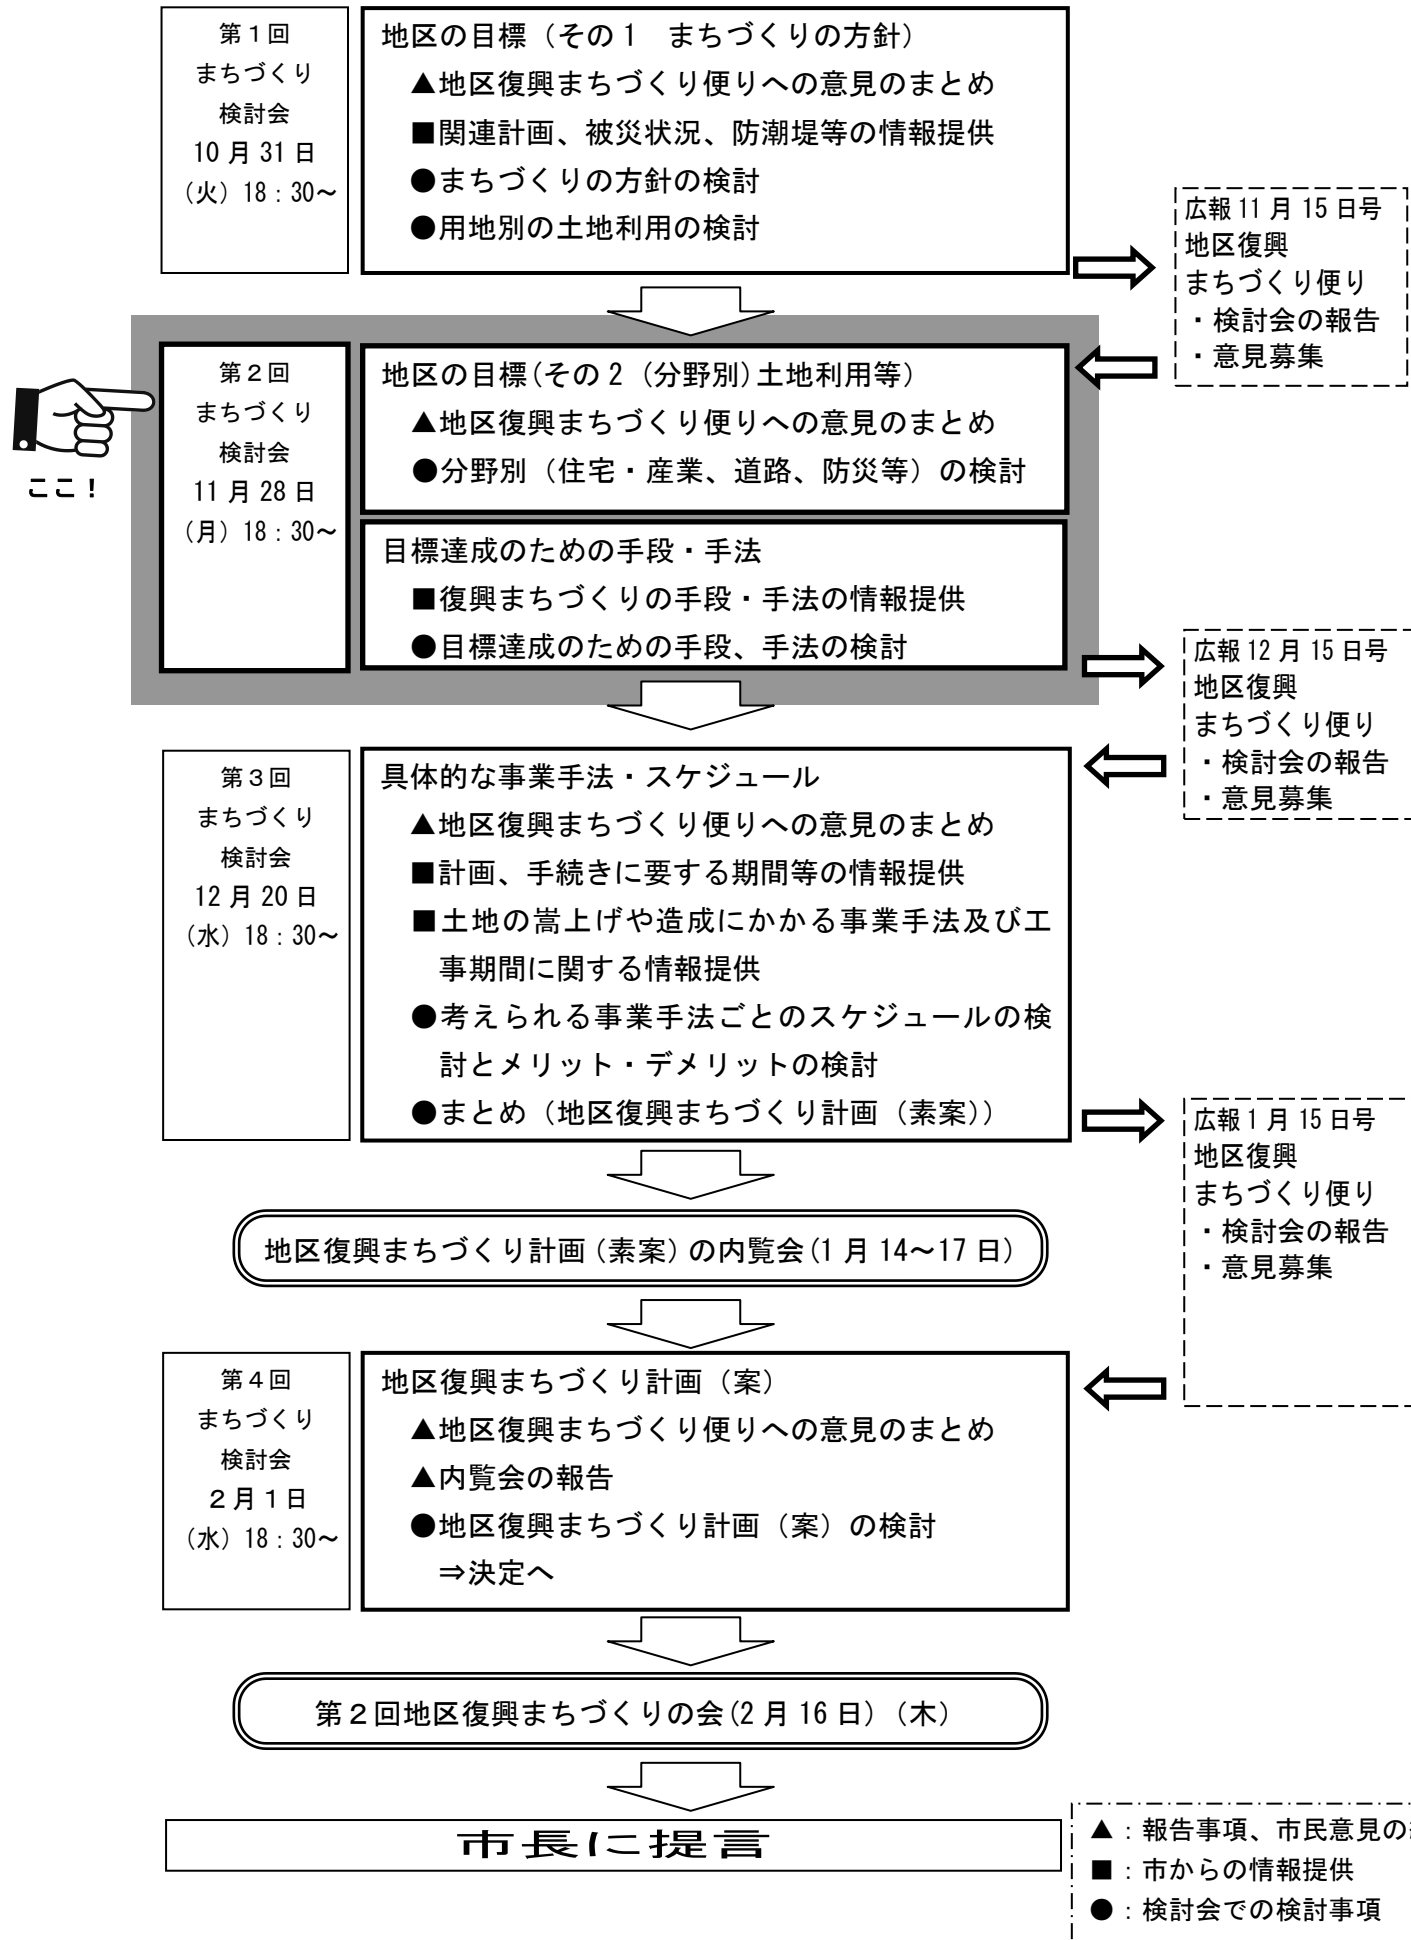 第１回
まちづくり
検討会
10月31日
（火）18：30～
地区の目標（その１　まちづくりの方針）
▲地区復興まちづくり便りへの意見のまとめ
■関連計画、被災状況、防潮堤等の情報提供
●まちづくりの方針の検討
●用地別の土地利用の検討
広報11月15日号
地区復興
まちづくり便り
・検討会の報告
・意見募集
ここ！
第２回
まちづくり
検討会
11月28日
（月）18：30～
地区の目標(その２（分野別)土地利用等）
▲地区復興まちづくり便りへの意見のまとめ
●分野別（住宅・産業、道路、防災等）の検討
目標達成のための手段・手法
■復興まちづくりの手段・手法の情報提供
●目標達成のための手段、手法の検討
広報12月15日号
地区復興
まちづくり便り
・検討会の報告
・意見募集
第３回
まちづくり
検討会
12月20日
（水）18：30～
具体的な事業手法・スケジュール
▲地区復興まちづくり便りへの意見のまとめ
■計画、手続きに要する期間等の情報提供
■土地の嵩上げや造成にかかる事業手法及び工
事期間に関する情報提供
●考えられる事業手法ごとのスケジュールの検
討とメリット・デメリットの検討
●まとめ（地区復興まちづくり計画（素案））
広報1月15日号
地区復興
まちづくり便り
・検討会の報告
・意見募集
地区復興まちづくり計画(素案)の内覧会(1月14～17日)
第４回
まちづくり
検討会
２月１日
（水）18：30～
地区復興まちづくり計画（案）
▲地区復興まちづくり便りへの意見のまとめ
▲内覧会の報告
●地区復興まちづくり計画（案）の検討
⇒決定へ
第２回地区復興まちづくりの会(2月16日)（木）
市長に提言
▲：報告事項、市民意見の
■：市からの情報提供
●：検討会での検討事項